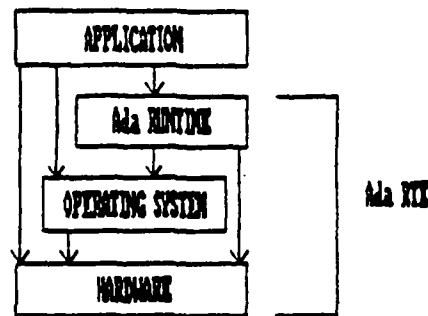 APPLICATION
Ada RUNTIME
OPERATING SYSTEM
Ada RTE
HARDWARE